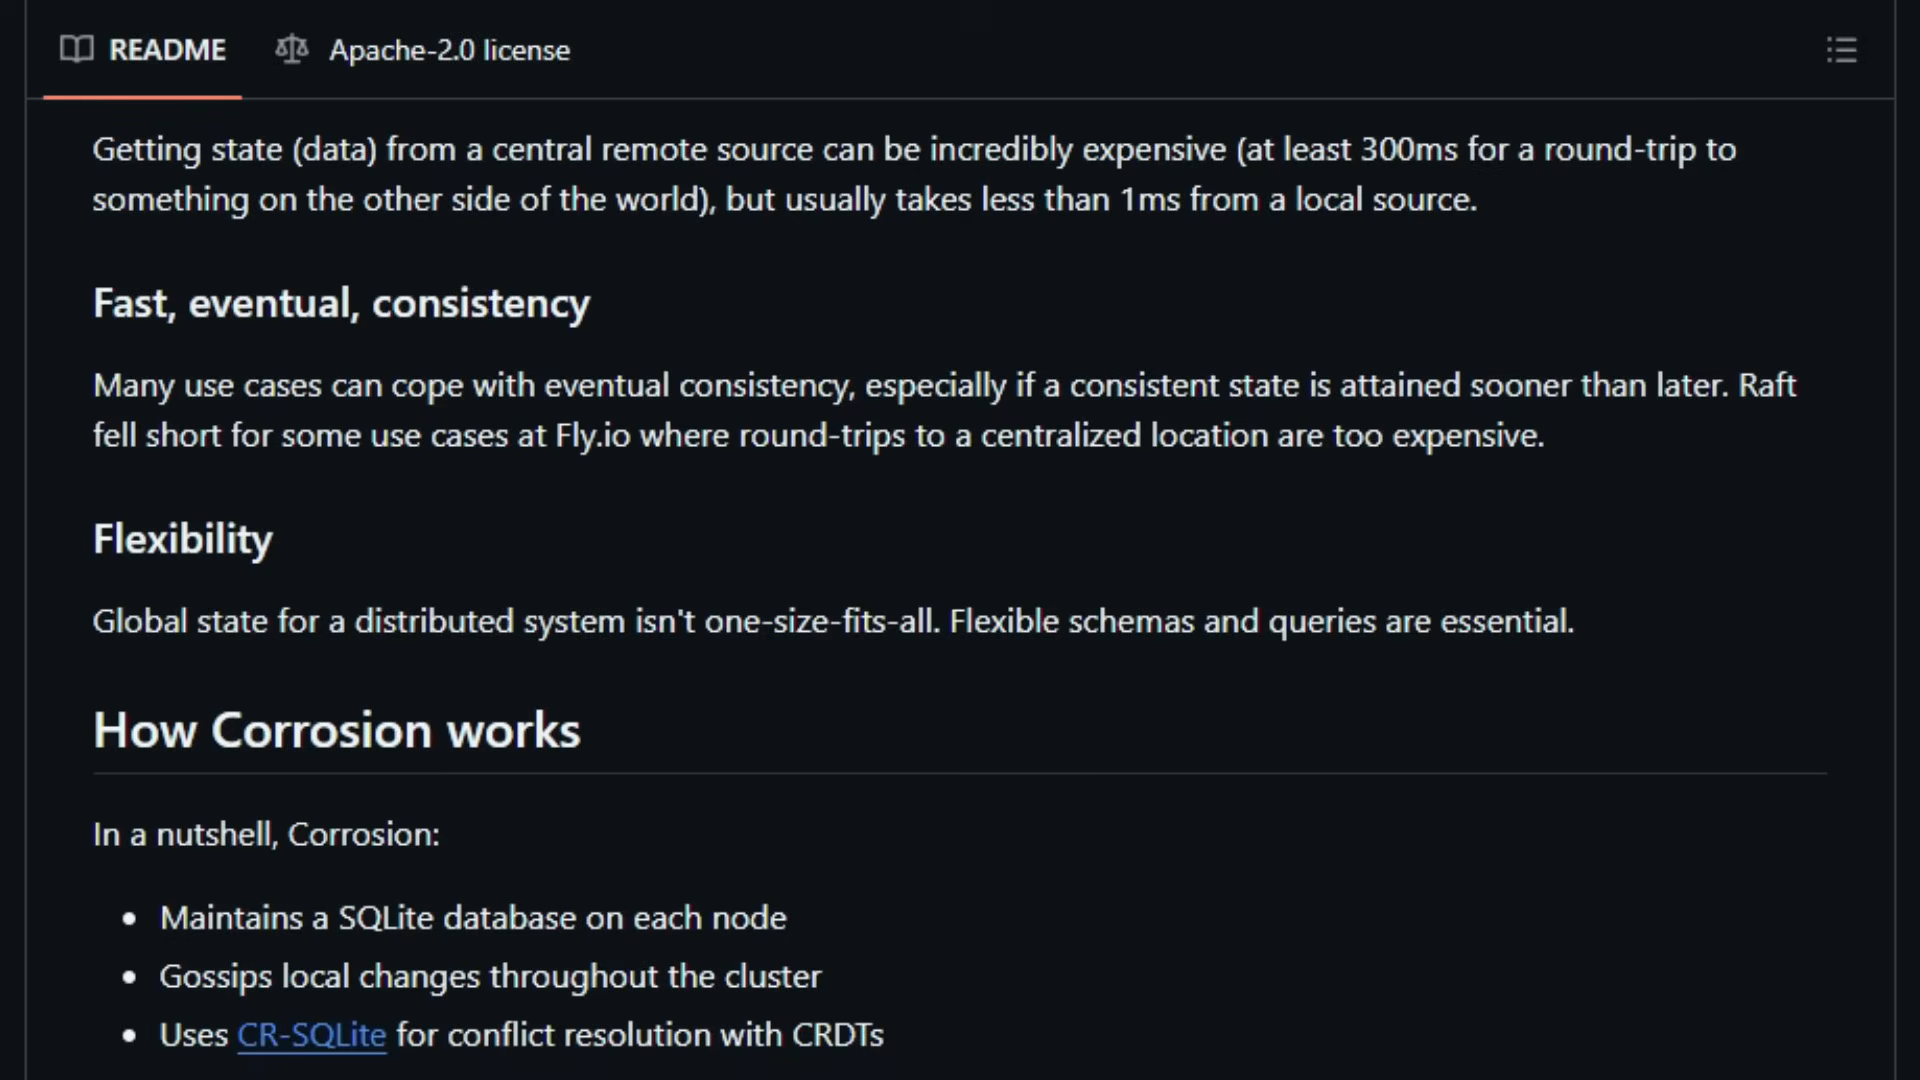 README
Apache-2.0 license
Getting state (data) from a central remote source can be incredibly expensive (at least 300ms for a round-trip to
something on the other side of the world), but usually takes less than 1ms from a local source.
Fast, eventual, consistency
Many use cases can cope with eventual consistency, especially if a consistent state is attained sooner than later. Raft
fell short for some use cases at Fly.io where round-trips to a centralized location are too expensive.
Flexibility
Global state for a distributed system isn't one-size-fits-all. Flexible schemas and queries are essential.
How Corrosion works
In a nutshell, Corrosion:
• Maintains a SQLite database on each node
• Gossips local changes throughout the cluster
• Uses CR-SQLite for conflict resolution with CRDTs